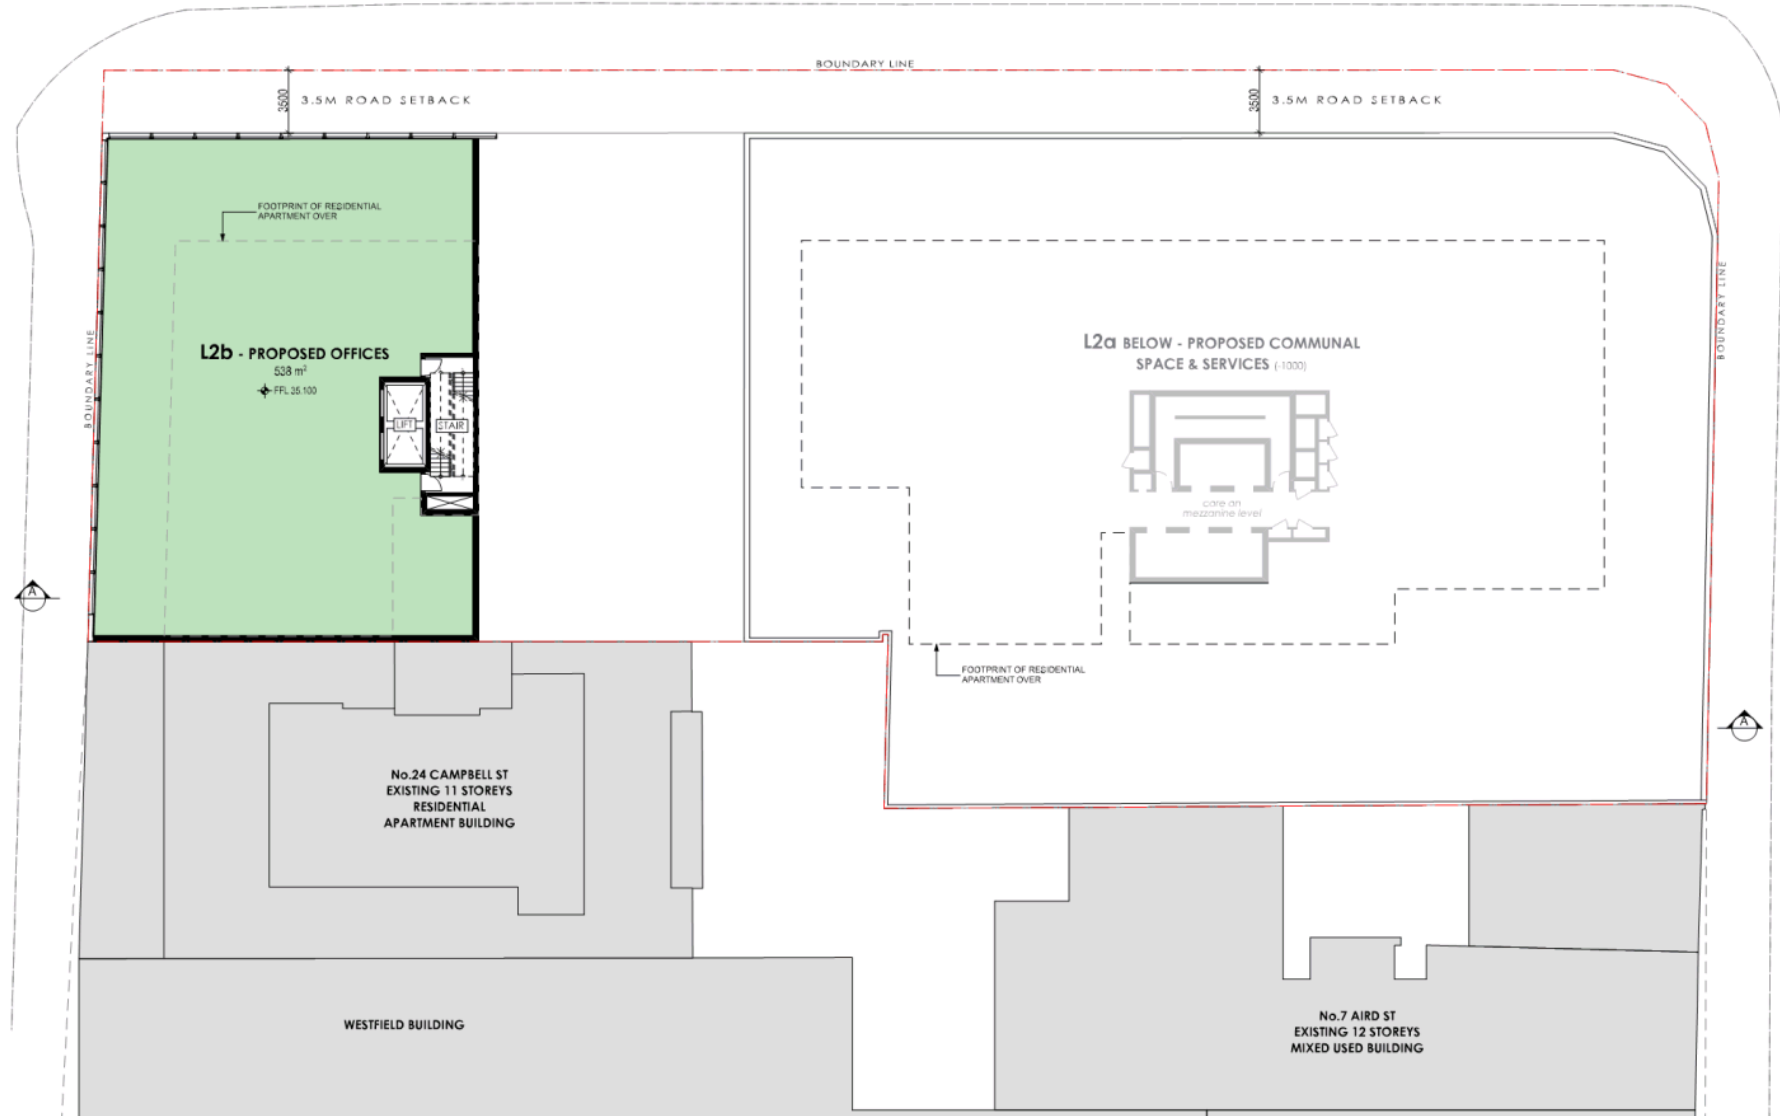 BOUNDARY LINE
3500
3.5M ROAD SETBACK
3500
3.5M ROAD SETBACK
FOOTPRINT OF RESIDENTIAL
APARTMENT OVER
BOUNDARY LINE
L2b - PROPOSED OFFICES
538 m²
FFL 35.100
LIFT
STAIR
L2a BELOW - PROPOSED COMMUNAL
SPACE & SERVICES (-1000)
core on
mezzanine level
BOUNDARY LINE
A
FOOTPRINT OF RESIDENTIAL
APARTMENT OVER
A
No.24 CAMPBELL ST
EXISTING 11 STOREYS
RESIDENTIAL
APARTMENT BUILDING
WESTFIELD BUILDING
No.7 AIRD ST
EXISTING 12 STOREYS
MIXED USED BUILDING